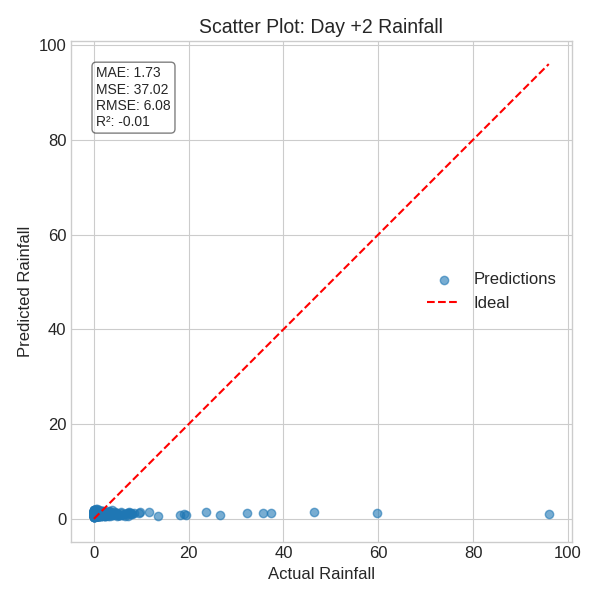 Scatter Plot: Day +2 Rainfall
100
80
60
40
20
0
MAE: 1.73
MSE: 37.02
RMSE: 6.08
R²: -0.01
Predictions
Ideal
Predicted Rainfall
0
20
40
60
80
100
Actual Rainfall